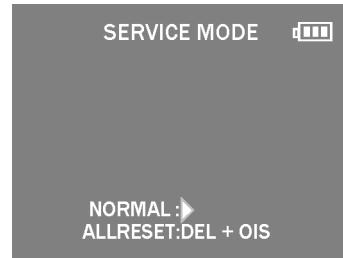 SERVICE MODE
NORMAL :▶
ALLRESET:DEL + OIS